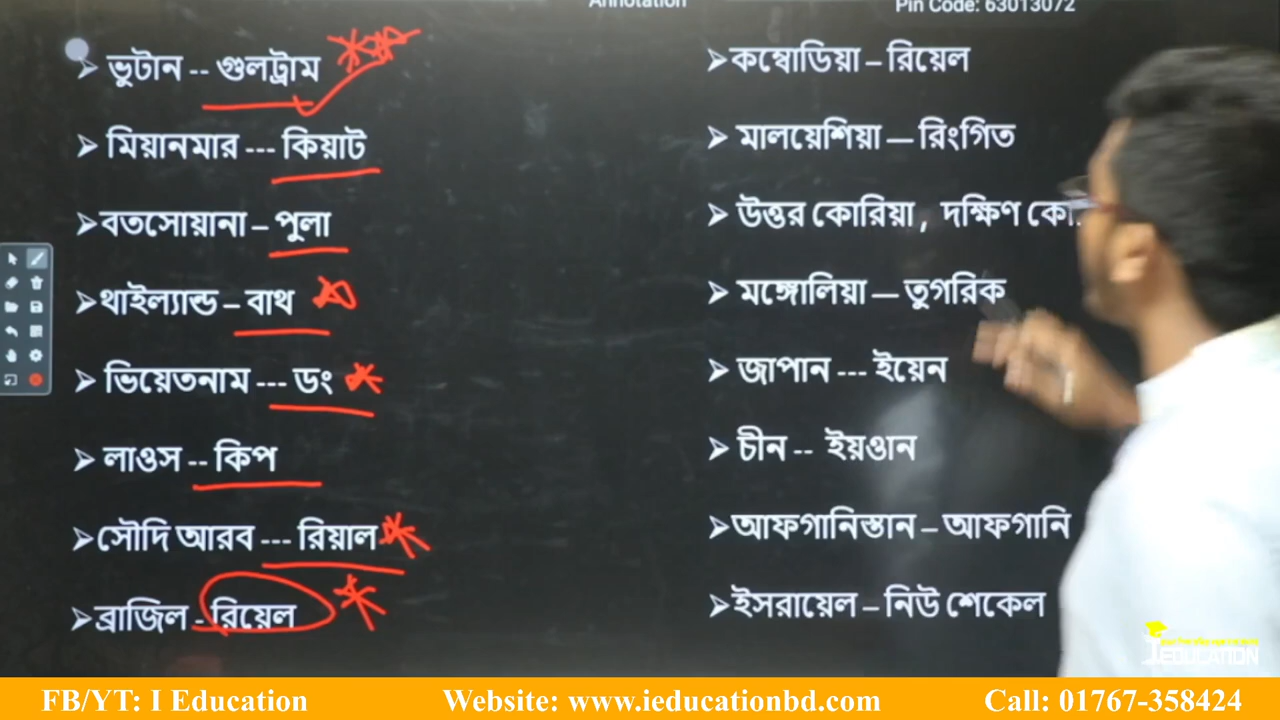 Annotation
Pin Code: 63013072
➢ ভুটান -- গুলট্রাম
➢ মিয়ানমার --- কিয়াট
➢বতসোয়ানা – পুলা
➢থাইল্যান্ড – বাথ
➢ ভিয়েতনাম --- ডং
➢ লাওস -- কিপ
➢সৌদি আরব --- রিয়াল
➢ব্রাজিল - রিয়েল
➢কম্বোডিয়া – রিয়েল
➢ মালয়েশিয়া — রিংগিত
➢ উত্তর কোরিয়া , দক্ষিণ
➢ মঙ্গোলিয়া — তুগরিক
➢ জাপান --- ইয়েন
➢ চীন -- ইয়ওান
➢আফগানিস্তান – আফগানি
➢ইসরায়েল – নিউ শেকেল
EDUCATION
FB/YT: I Education Website: www.ieducationbd.com Call: 01767-358424